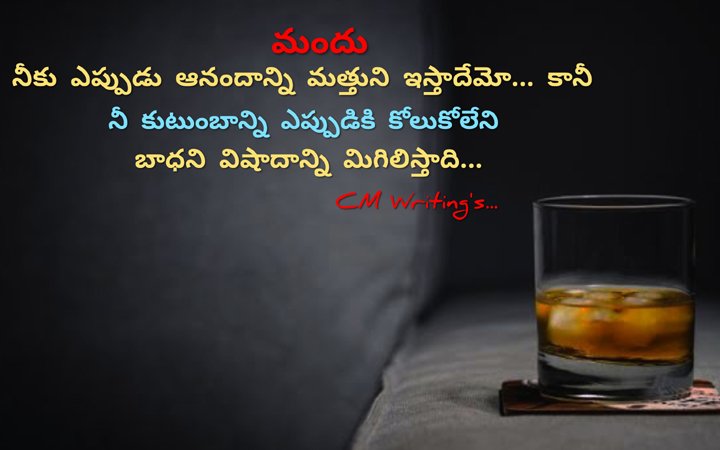 మందు
నీకు ఎప్పుడు ఆనందాన్ని మత్తుని ఇస్తాదేమో... కానీ
నీ కుటుంబాన్ని ఎప్పుడికి కోలుకోలేని
బాధని విషాదాన్ని మిగిలిస్తాది...
CM Writing's...